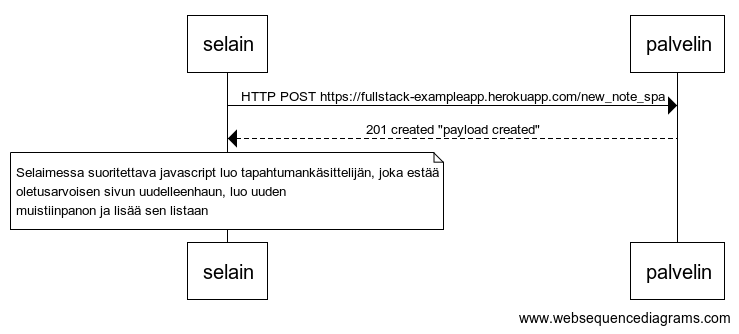 selain
palvelin
HTTP POST https://fullstack-exampleapp.herokuapp.com/new_note_spa
201 created "payload created"
Selaimessa suoritettava javascript luo tapahtumankäsittelijän, joka estää
oletusarvoisen sivun uudelleenhaun, luo uuden
muistiinpanon ja lisää sen listaan
selain
palvelin
www.websequencediagrams.com